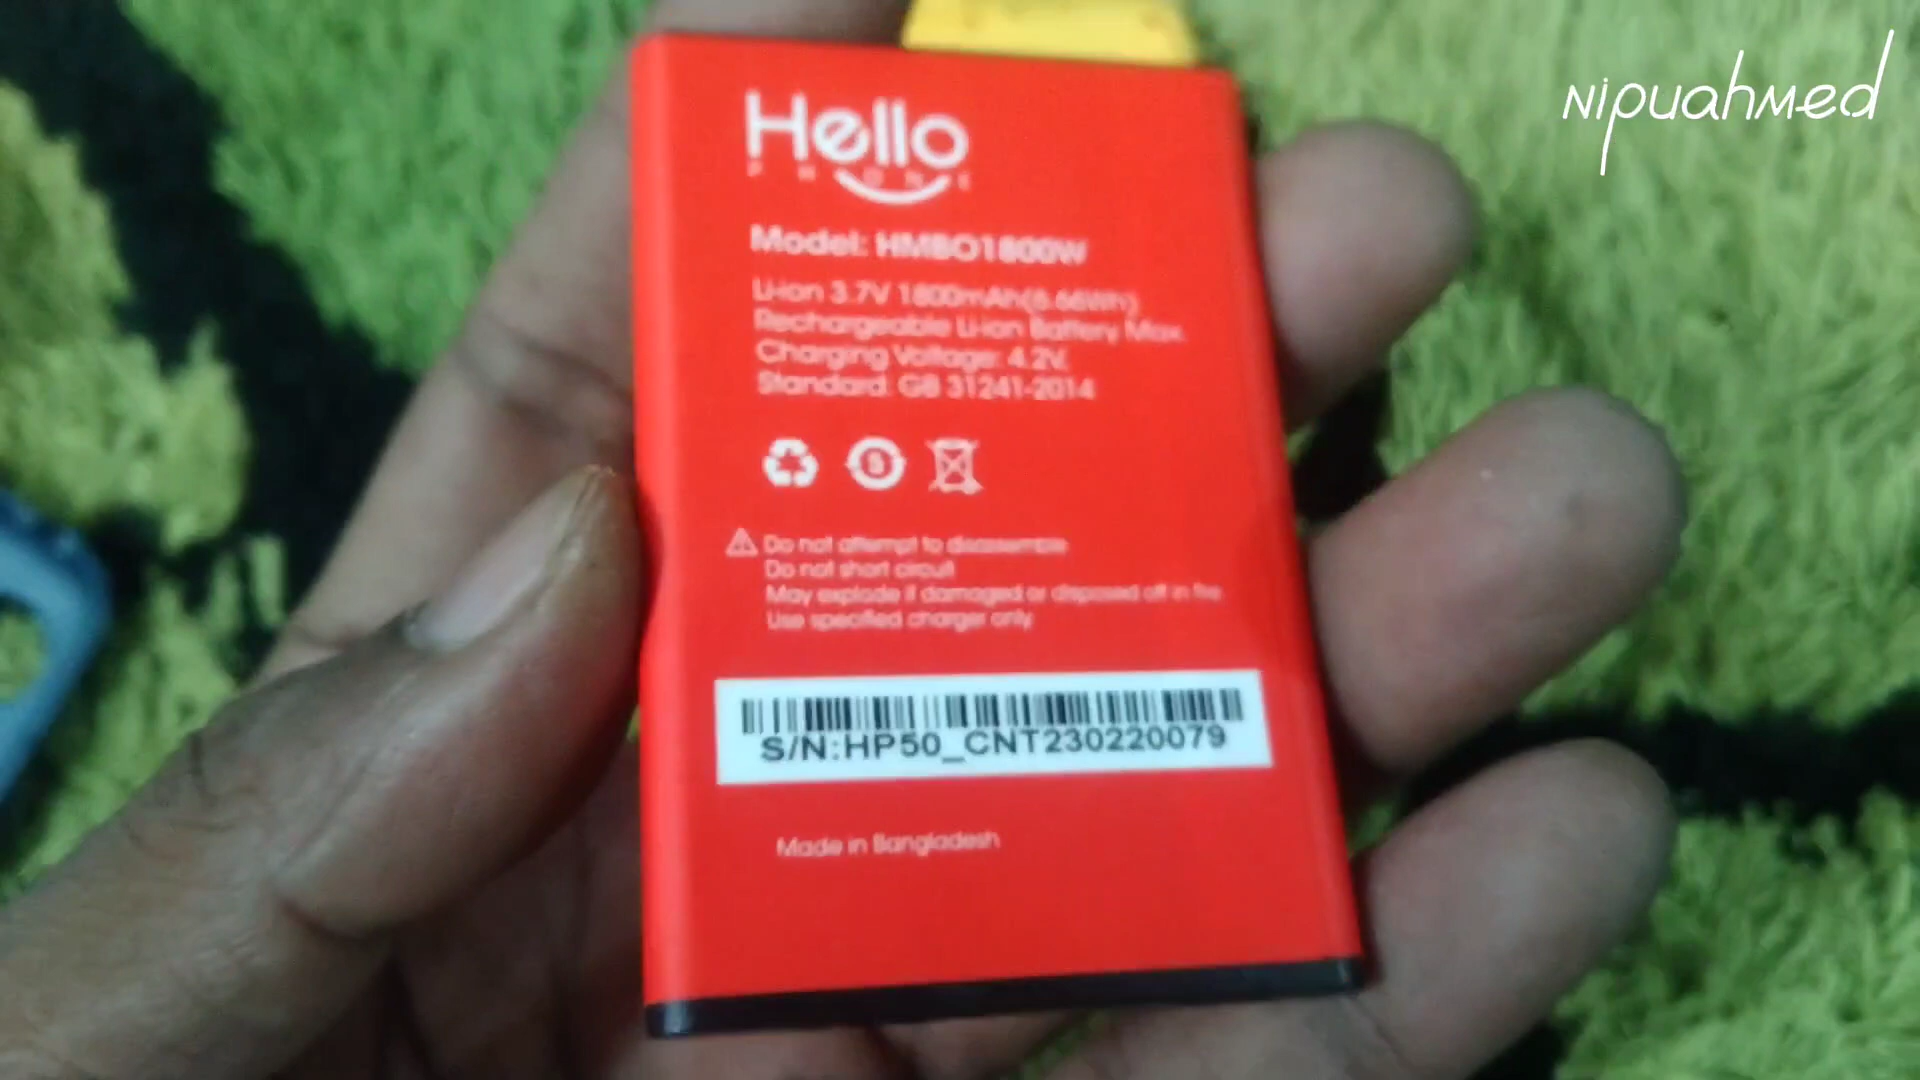 nipuahmed
Hello
PHONE
Model: HMBO1800W
Li-ion 3.7V 1800mAh(6.66Wh)
Rechargeable Li-ion Battery Max.
Charging Voltage: 4.2V.
Standard: GB 31241-2014
Do not attempt to disassemble
Do not short circuit
May explode if damaged or disposed off in fire
Use specified charger only
S/N:HP50_CNT230220079
Made in Bangladesh